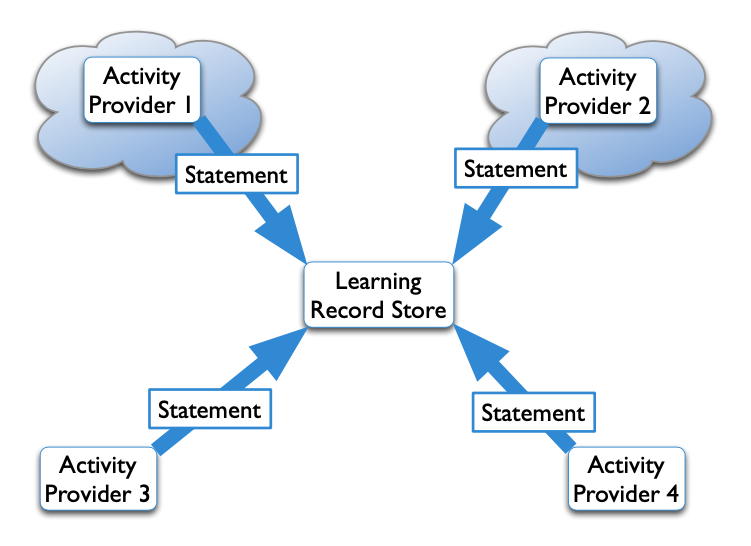 Activity
Provider 1
Activity
Provider 2
Statement
Statement
Learning
Record Store
Statement
Statement
Activity
Provider 3
Activity
Provider 4